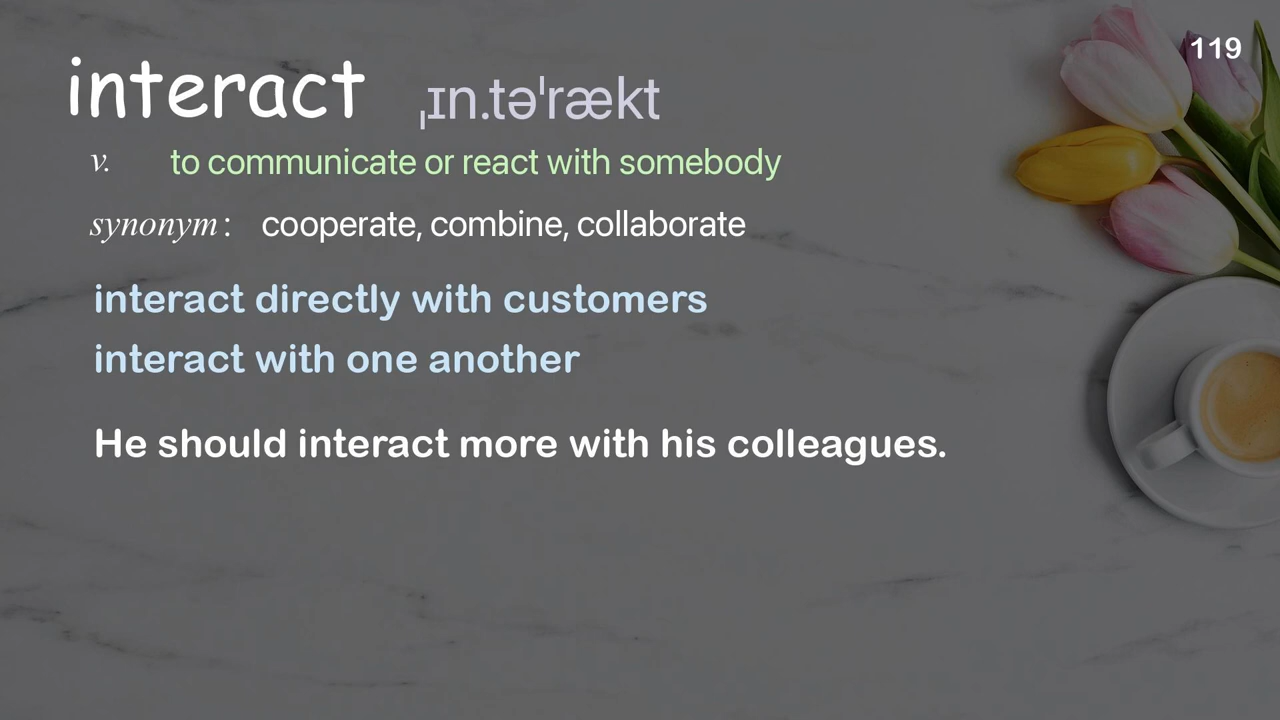 119
interact ˌɪn.təˈrækt
v. to communicate or react with somebody
synonym: cooperate, combine, collaborate
interact directly with customers
interact with one another
He should interact more with his colleagues.